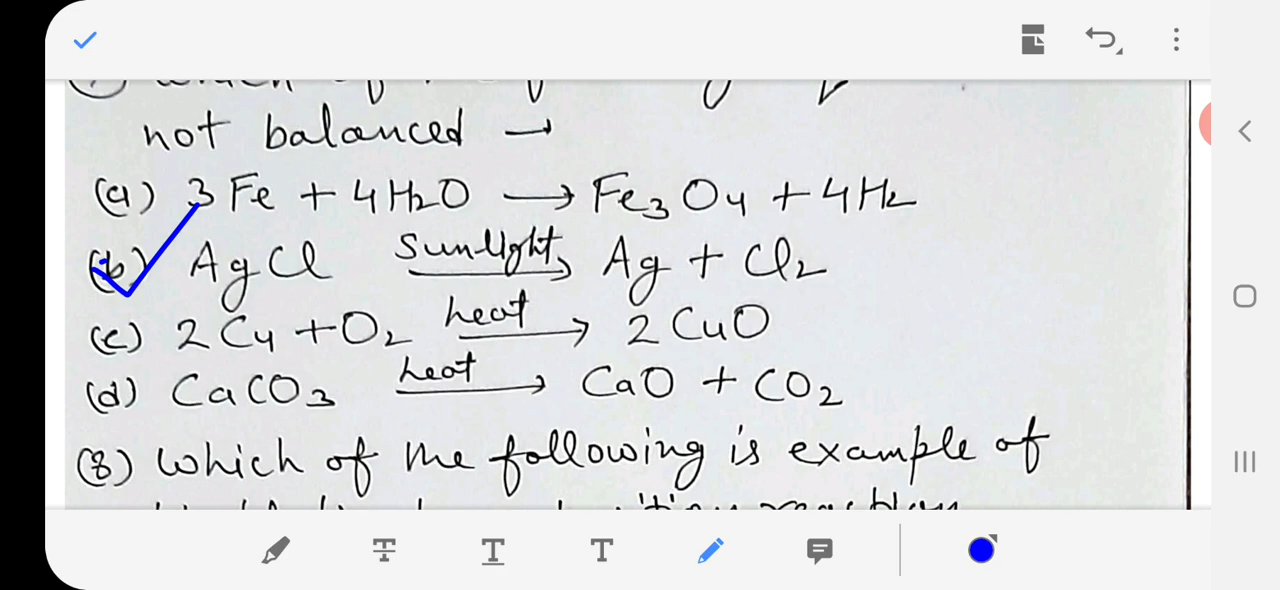 not balanced →
(a) 3Fe + 4H₂O → Fe₃O₄ + 4H₂
(b) AgCl sunlight→ Ag + Cl₂
(c) 2Cu + O₂ heat→ 2CuO
(d) CaCO₃ heat→ CaO + CO₂
(8) Which of the following is example of